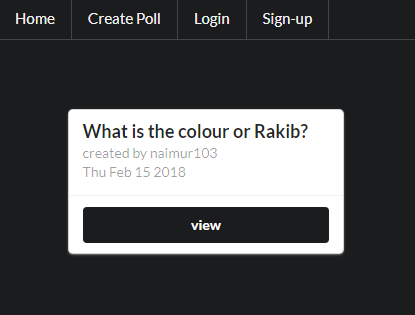 Home Create Poll Login Sign-up
What is the colour or Rakib?
created by naimur103
Thu Feb 15 2018
view